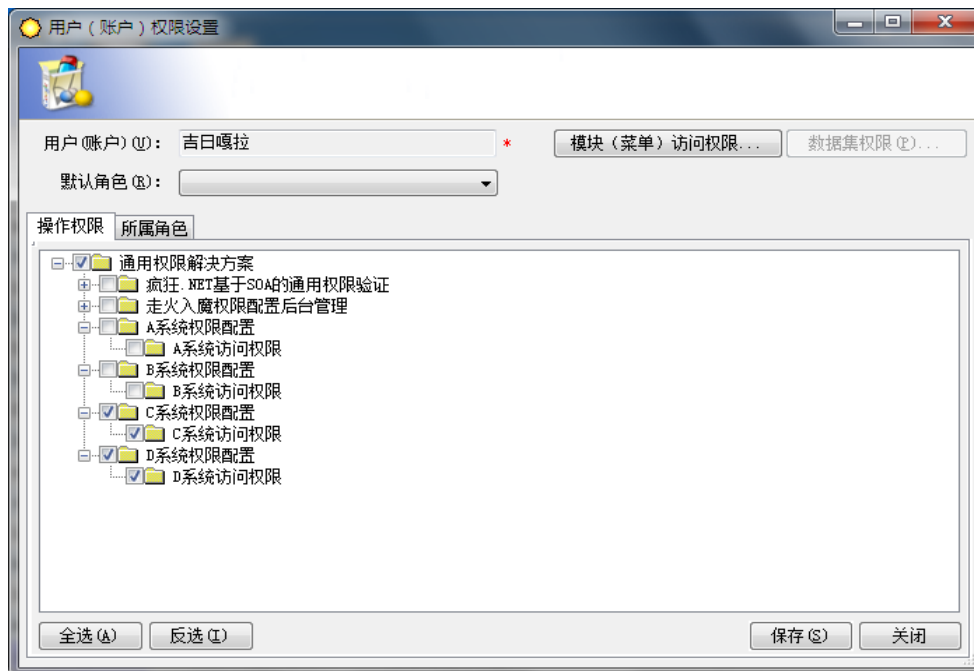 用户（账户）权限设置
用户(账户)(U): 吉日嘎拉 * 模块（菜单）访问权限... 数据集权限(P)...
默认角色(R):
操作权限 所属角色
通用权限解决方案
疯狂.NET基于SOA的通用权限验证
走火入魔权限配置后台管理
A系统权限配置
A系统访问权限
B系统权限配置
B系统访问权限
C系统权限配置
C系统访问权限
D系统权限配置
D系统访问权限
全选(A) 反选(I) 保存(S) 关闭